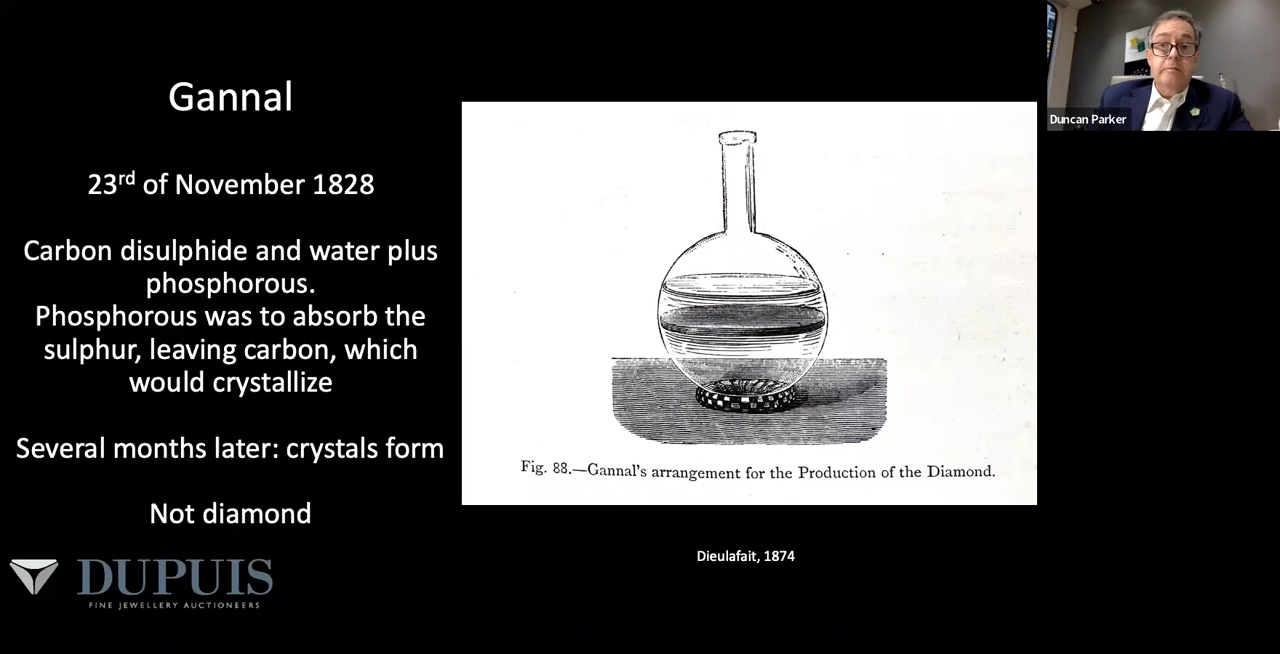 Gannal
23rd of November 1828
Carbon disulphide and water plus
phosphorous.
Phosphorous was to absorb the
sulphur, leaving carbon, which
would crystallize
Several months later: crystals form
Not diamond
DUPUIS
FINE JEWELLERY AUCTIONEERS
Fig. 88.—Gannal's arrangement for the Production of the Diamond.
Dieulafait, 1874
Duncan Parker